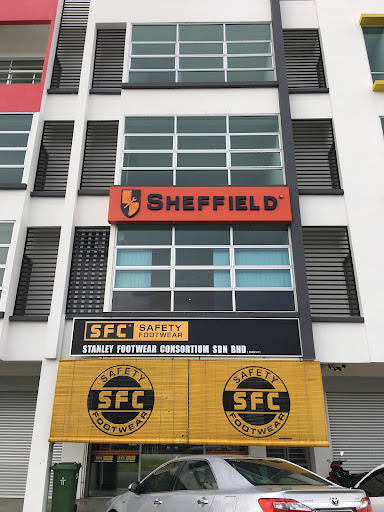 SHEFFIELD
SFC SAFETY FOOTWEAR
STANLEY FOOTWEAR CONSORTIUM SDN BHD
SAFETY
SFC
FOOTWEAR
SAFETY
SFC
FOOTWEAR